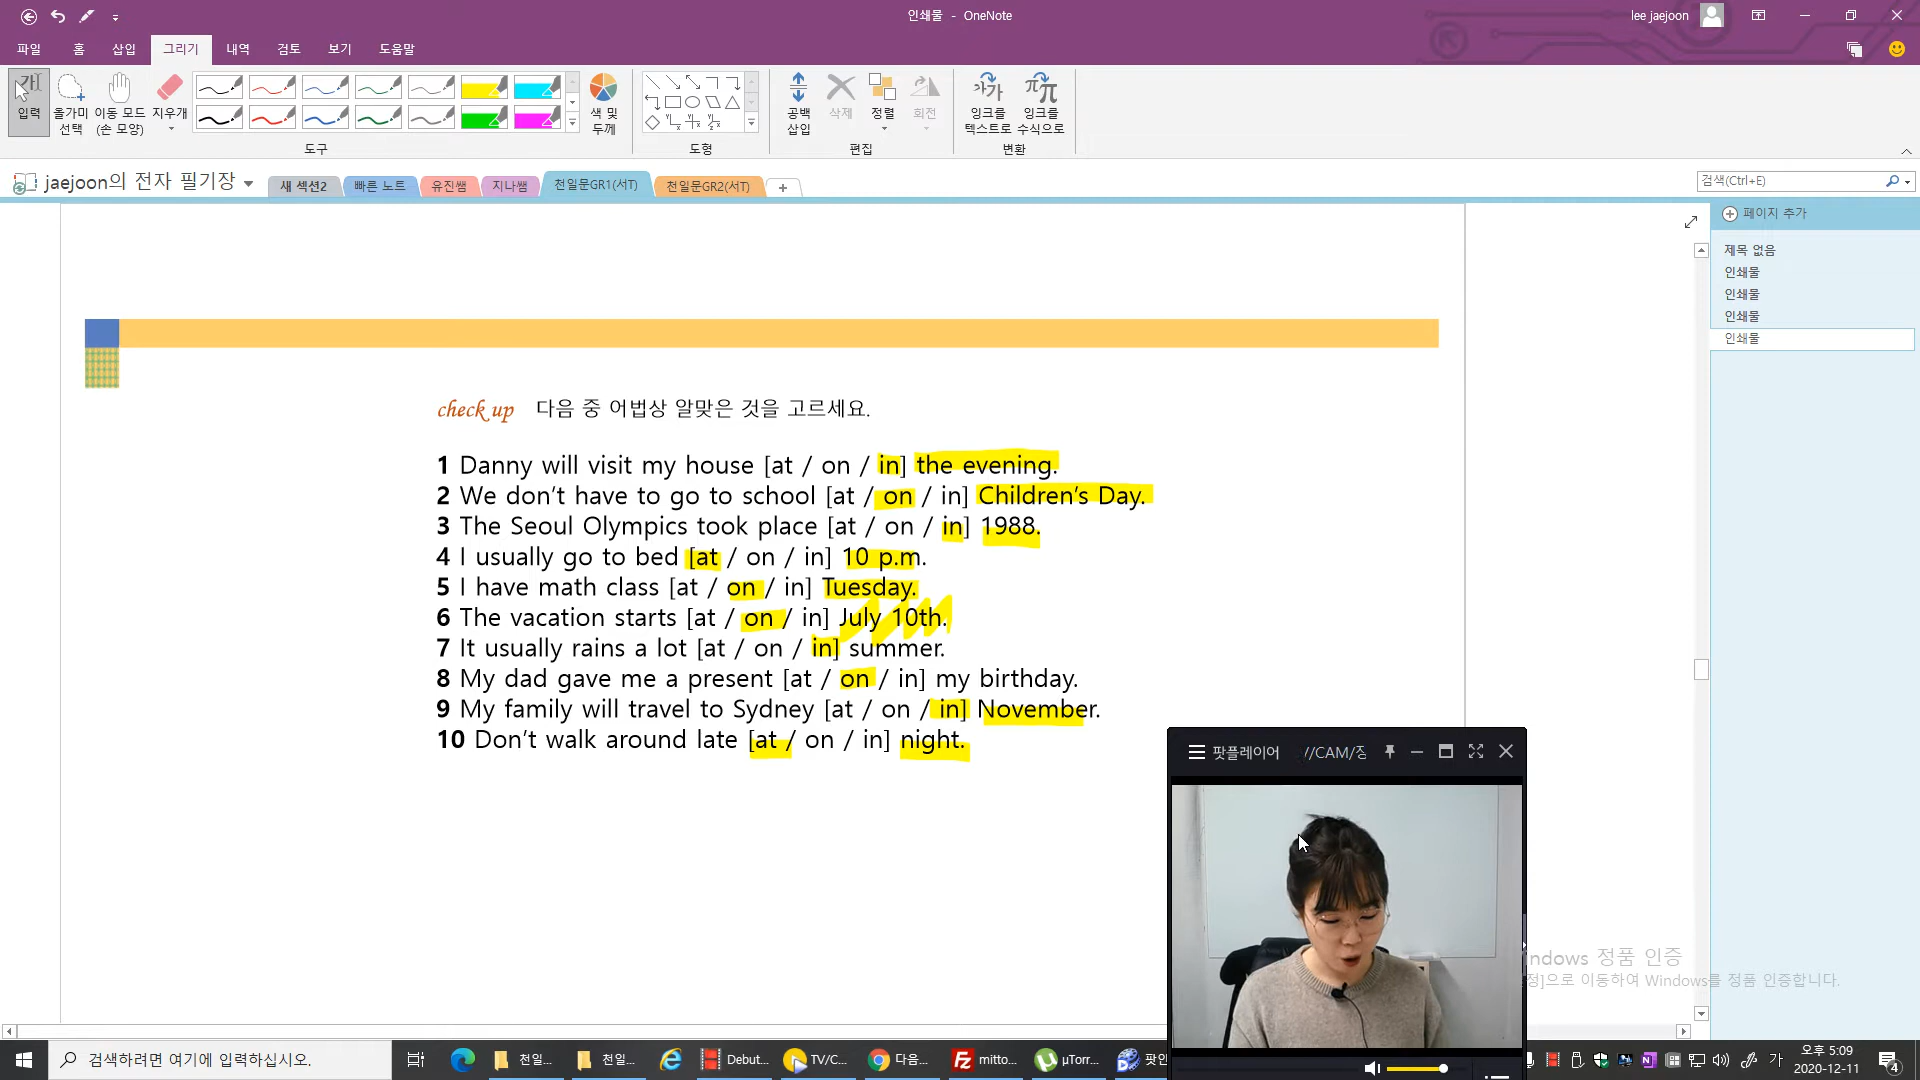 인쇄물 - OneNote
lee jaejoon
파일 홈 삽입 그리기 내역 검토 보기 도움말
입력
올가미 선택
이동 모드 (손 모양)
지우개
색 및 두께
공백 삽입
삭제
정렬
회전
잉크를 텍스트로
잉크를 수식으로
도구 도형 편집 변환
jaejoon의 전자 필기장
새 섹션2 빠른 노트 유진쌤 지나쌤 천일문GR1(서T) 천일문GR2(서T) +
검색(Ctrl+E)
페이지 추가
제목 없음
인쇄물
인쇄물
인쇄물
인쇄물
check up 다음 중 어법상 알맞은 것을 고르세요.
1 Danny will visit my house [at / on / in] the evening.
2 We don't have to go to school [at / on / in] Children's Day.
3 The Seoul Olympics took place [at / on / in] 1988.
4 I usually go to bed [at / on / in] 10 p.m.
5 I have math class [at / on / in] Tuesday.
6 The vacation starts [at / on / in] July 10th.
7 It usually rains a lot [at / on / in] summer.
8 My dad gave me a present [at / on / in] my birthday.
9 My family will travel to Sydney [at / on / in] November.
10 Don't walk around late [at / on / in] night.
팟플레이어 //CAM/정
ndows 정품 인증
정]으로 이동하여 Windows를 정품 인증합니다.
검색하려면 여기에 입력하십시오.
천일... 천일... Debut... TV/C... 다음... mitto... µTorr... 팟인
가 오후 5:09
2020-12-11
4